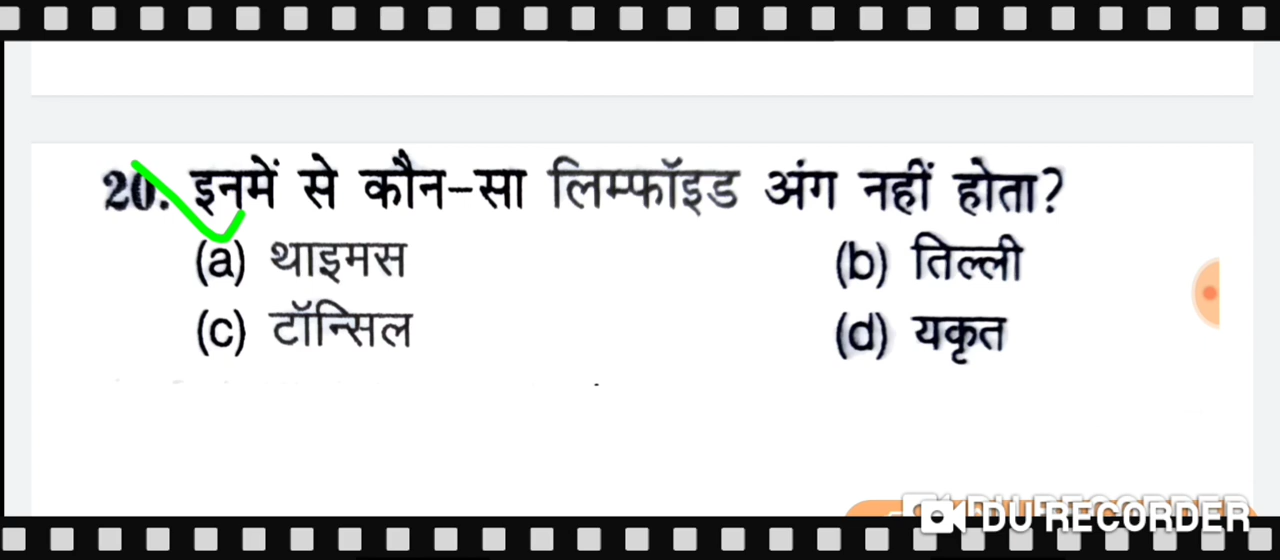 20. इनमें से कौन-सा लिम्फॉइड अंग नहीं होता?
(a) थाइमस (b) तिल्ली
(c) टॉन्सिल (d) यकृत
DU RECORDER